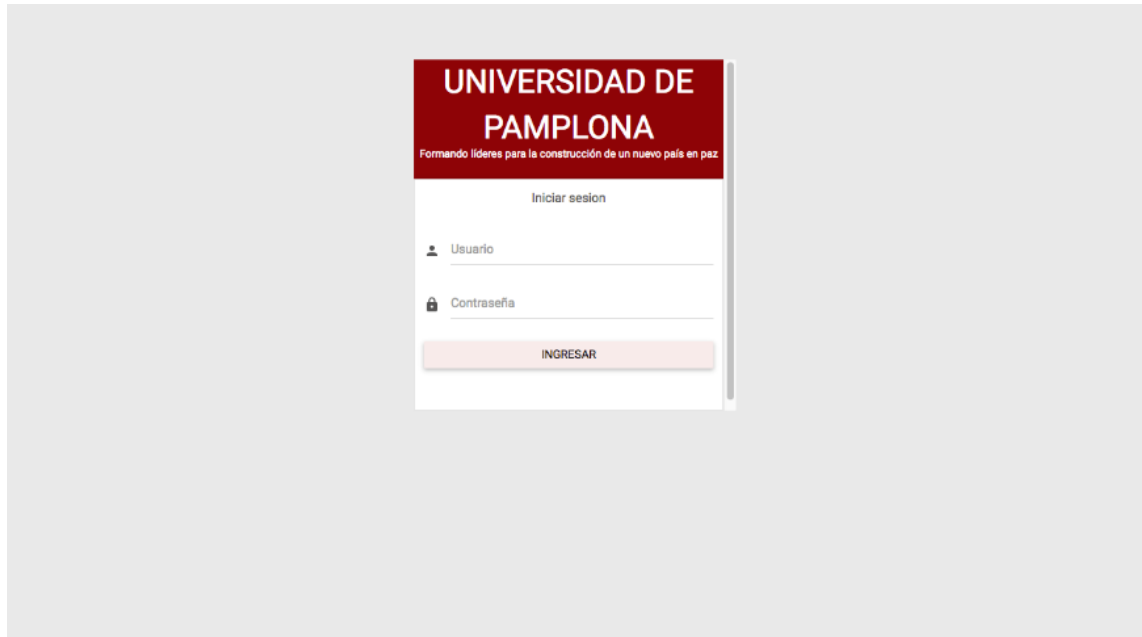 UNIVERSIDAD DE
PAMPLONA
Formando líderes para la construcción de un nuevo país en paz
Iniciar sesion
Usuario
Contraseña
INGRESAR